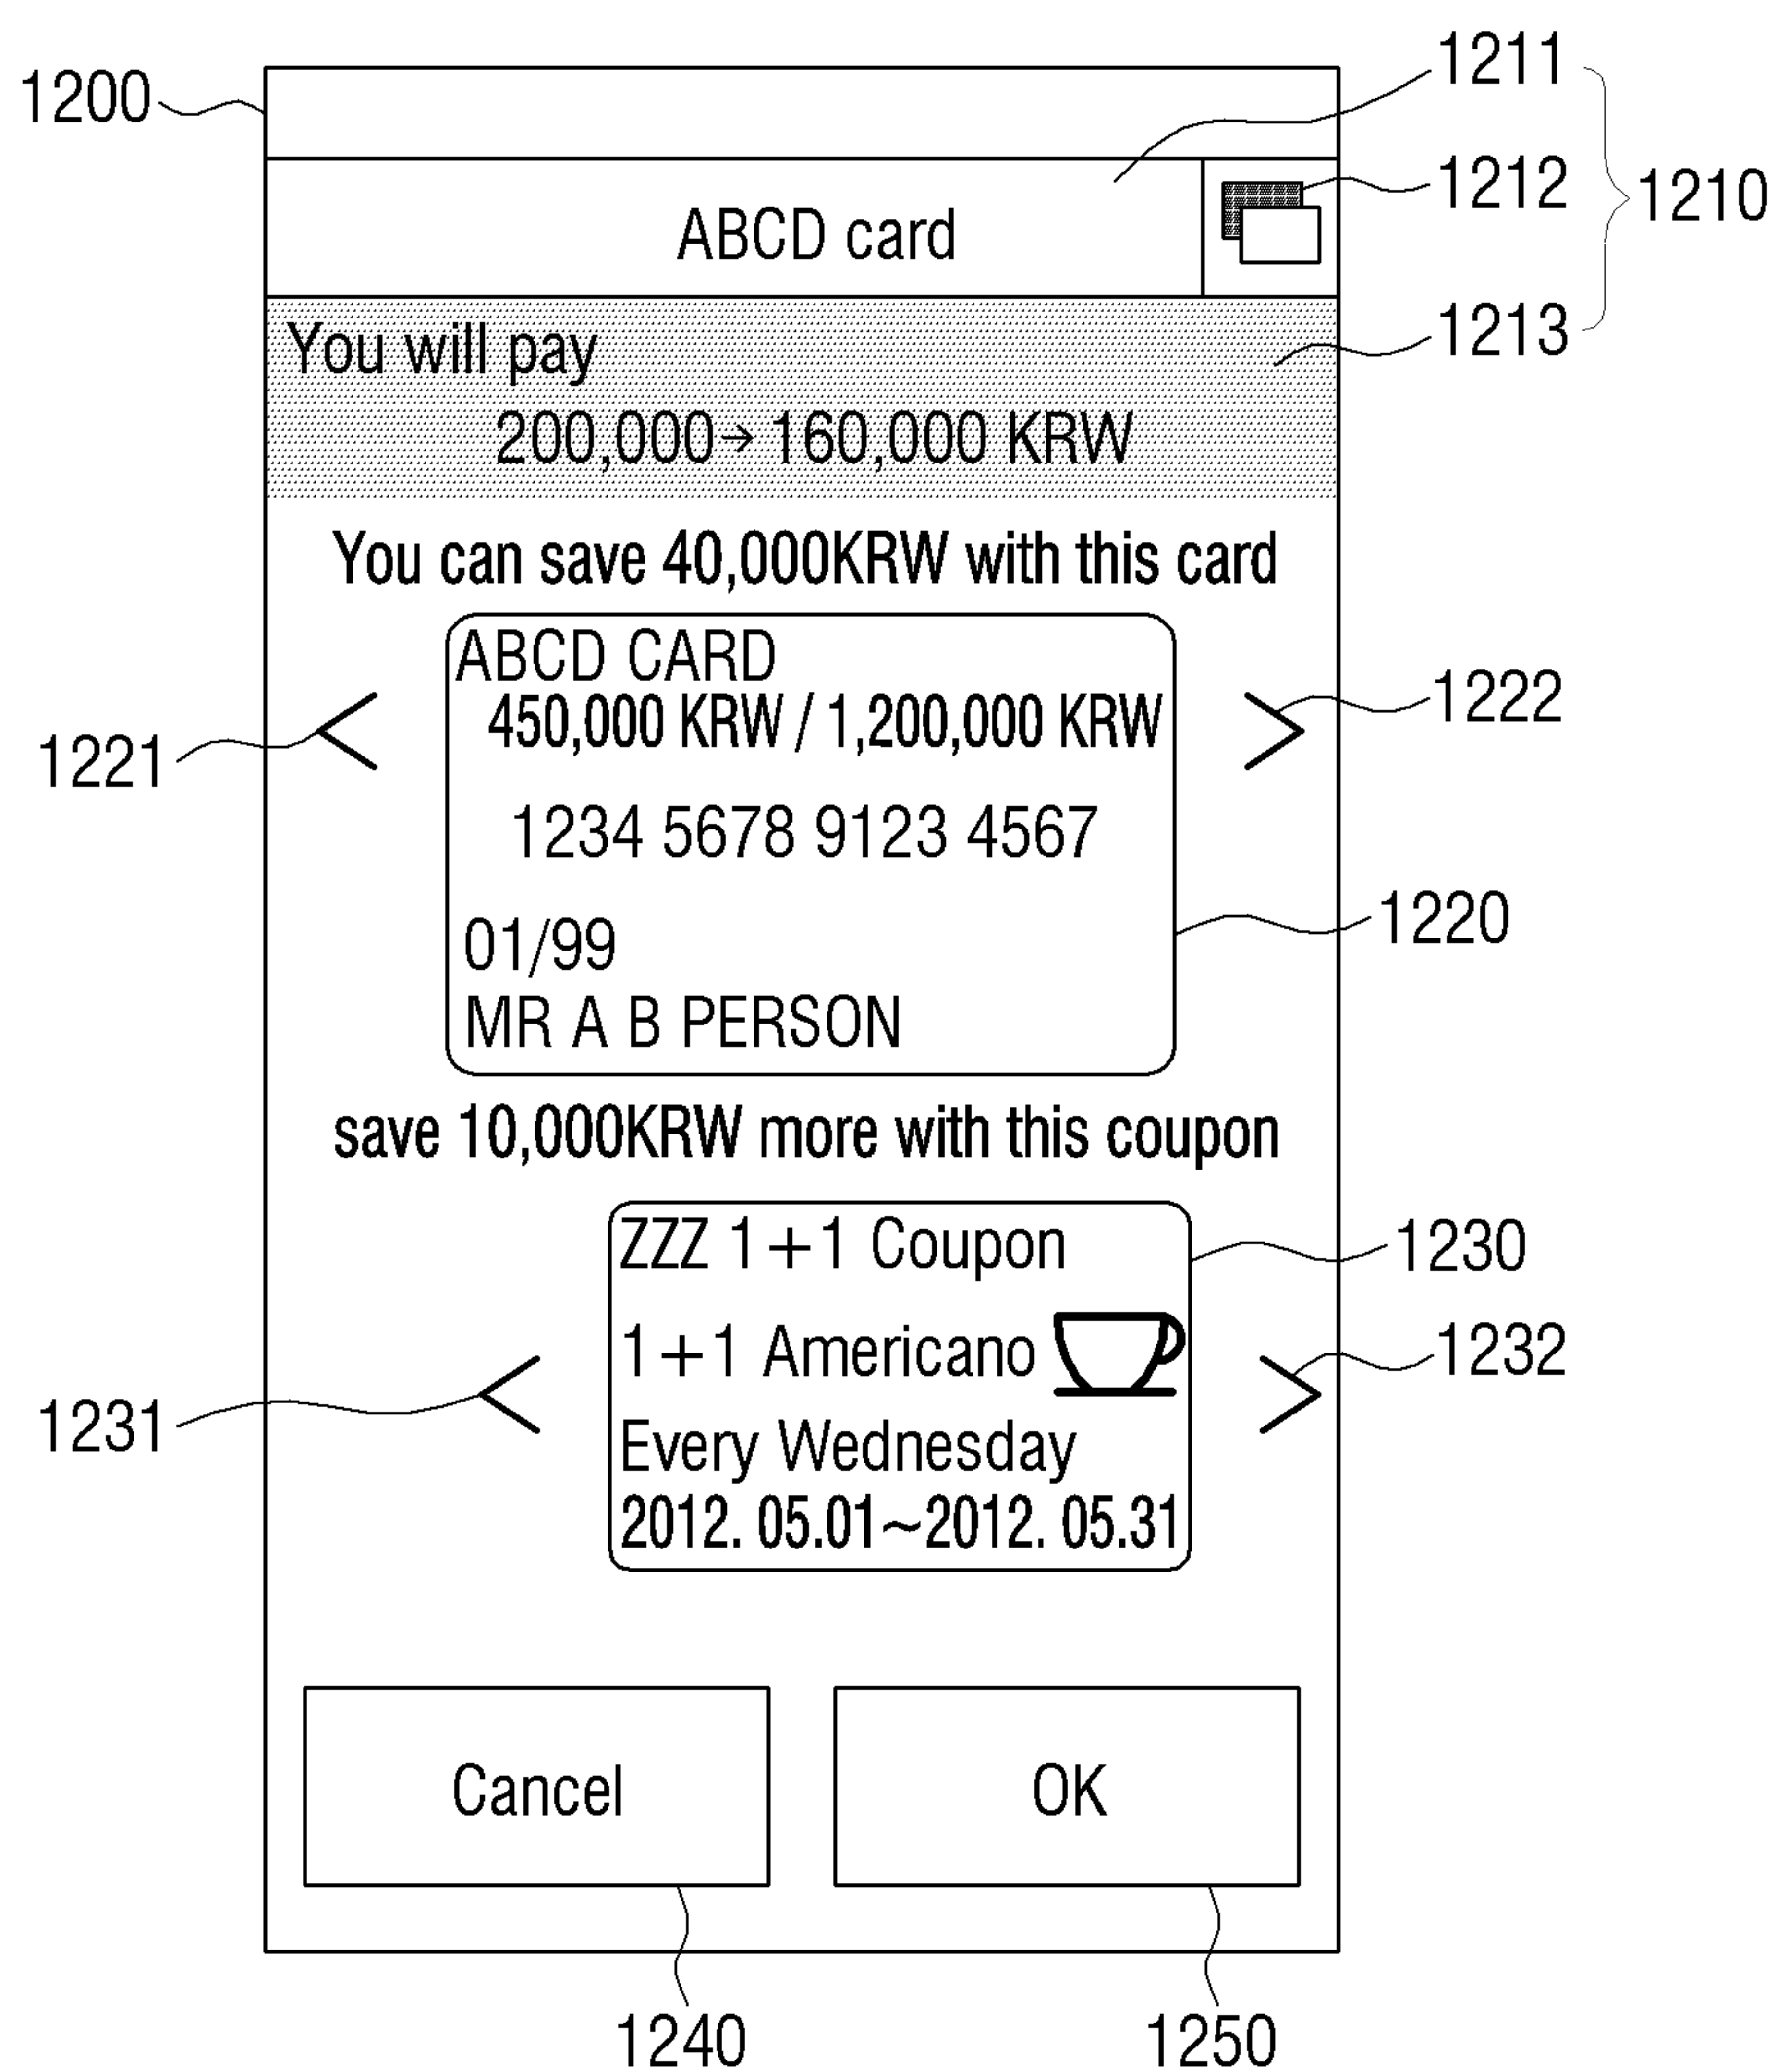 1200
1211
1212
1210
ABCD card
1213
You will pay
200,000→160,000 KRW
You can save 40,000KRW with this card
ABCD CARD
450,000 KRW / 1,200,000 KRW
1221
1222
1234 5678 9123 4567
1220
01/99
MR A B PERSON
save 10,000KRW more with this coupon
ZZZ 1+1 Coupon
1230
1+1 Americano
1232
1231
Every Wednesday
2012. 05.01~2012. 05.31
Cancel
OK
1240
1250